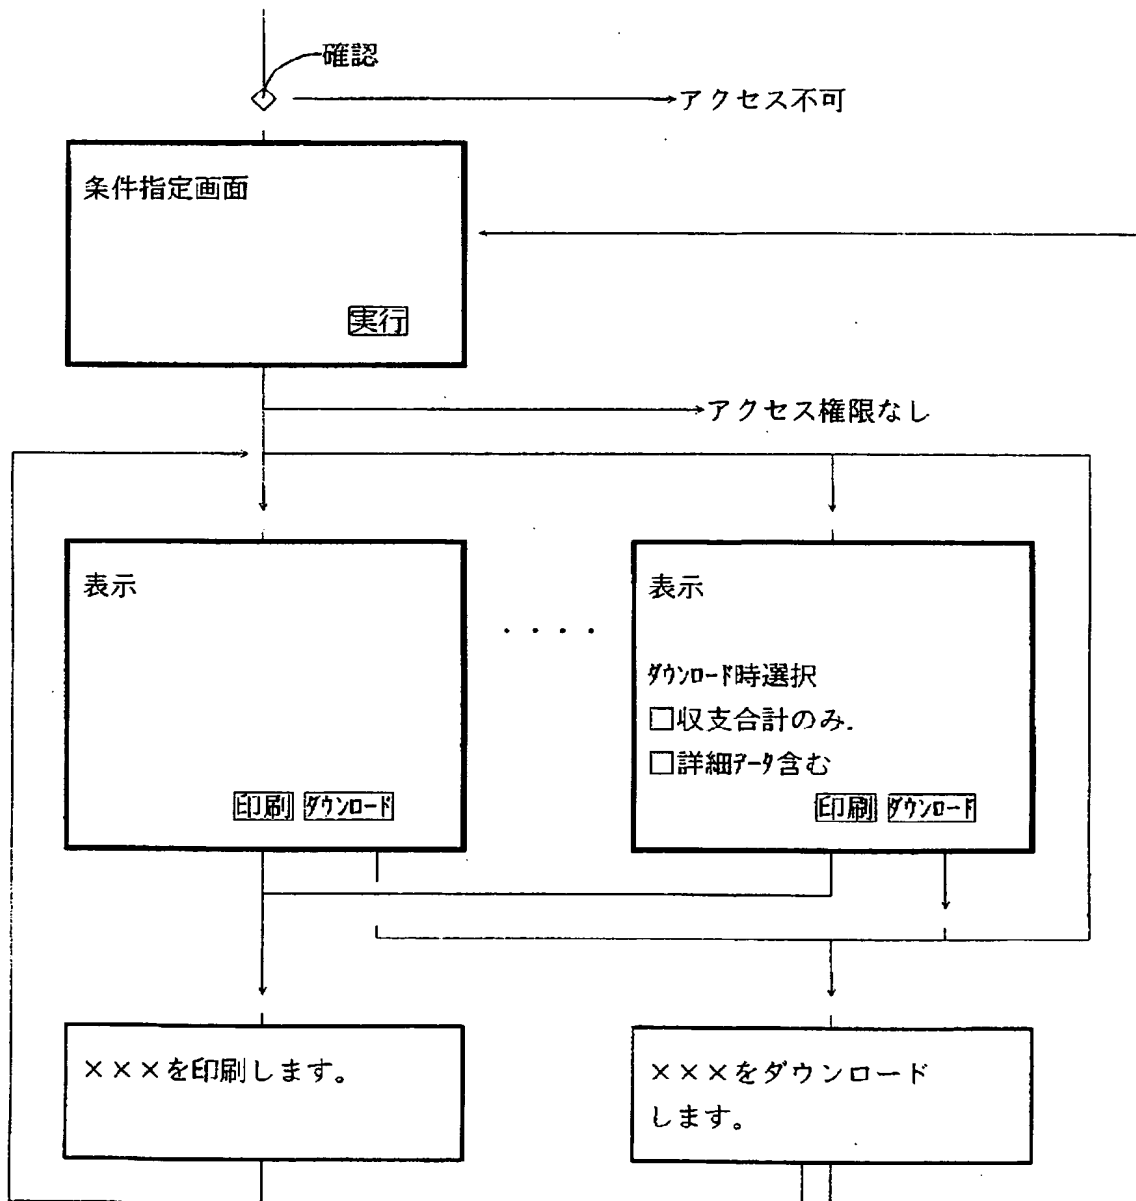 確認
アクセス不可
条件指定画面
実行
アクセス権限なし
表示
印刷 ダウンロード
・・・・
表示
ダウンロード時選択
□収支合計のみ.
□詳細データ含む
印刷 ダウンロード
×××を印刷します。
×××をダウンロード
します。